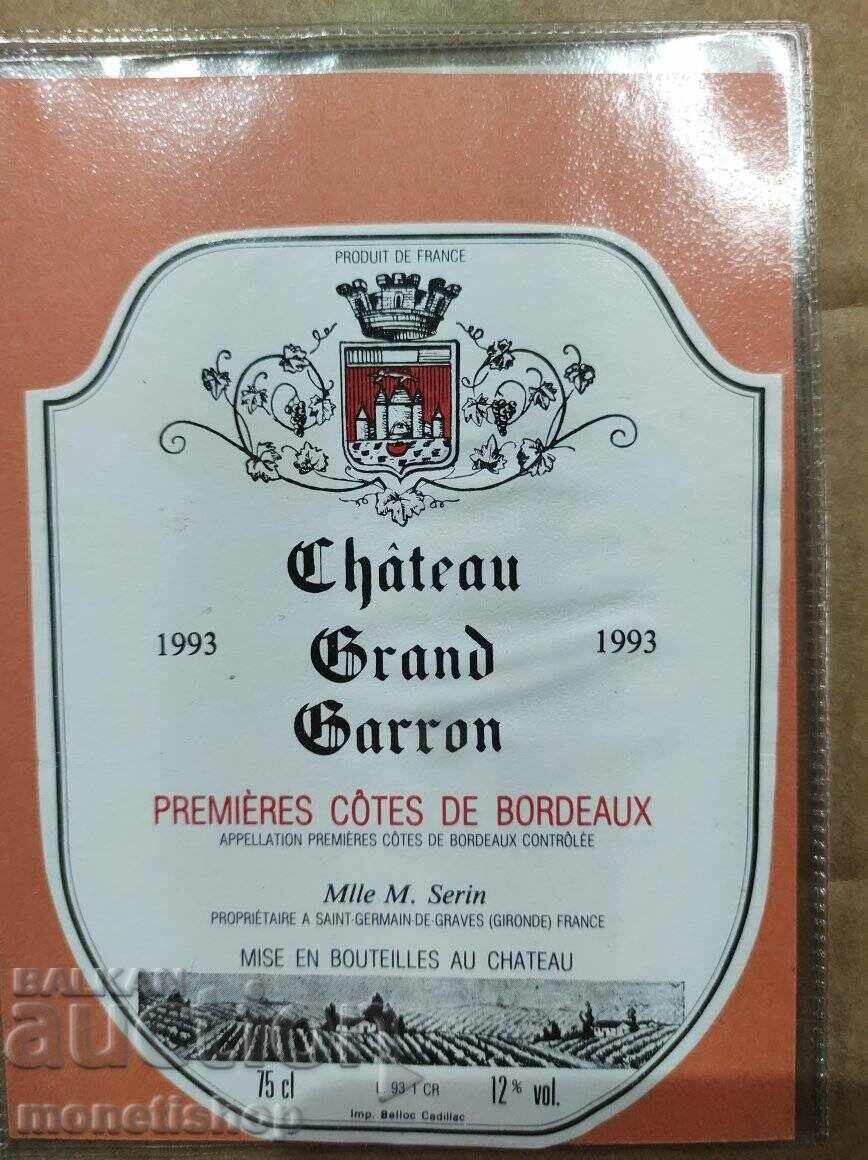 PRODUIT DE FRANCE
Château
1993 Grand 1993
Garron
PREMIÈRES CÔTES DE BORDEAUX
APPELLATION PREMIÈRES CÔTES DE BORDEAUX CONTRÔLÉE
Mlle M. Serin
PROPRIÉTAIRE A SAINT-GERMAIN-DE-GRAVES (GIRONDE) FRANCE
MISE EN BOUTEILLES AU CHATEAU
BALKAN
auction
75 cl L. 93 1 CR 12% vol.
monetishop
Imp. Belloc Cadillac